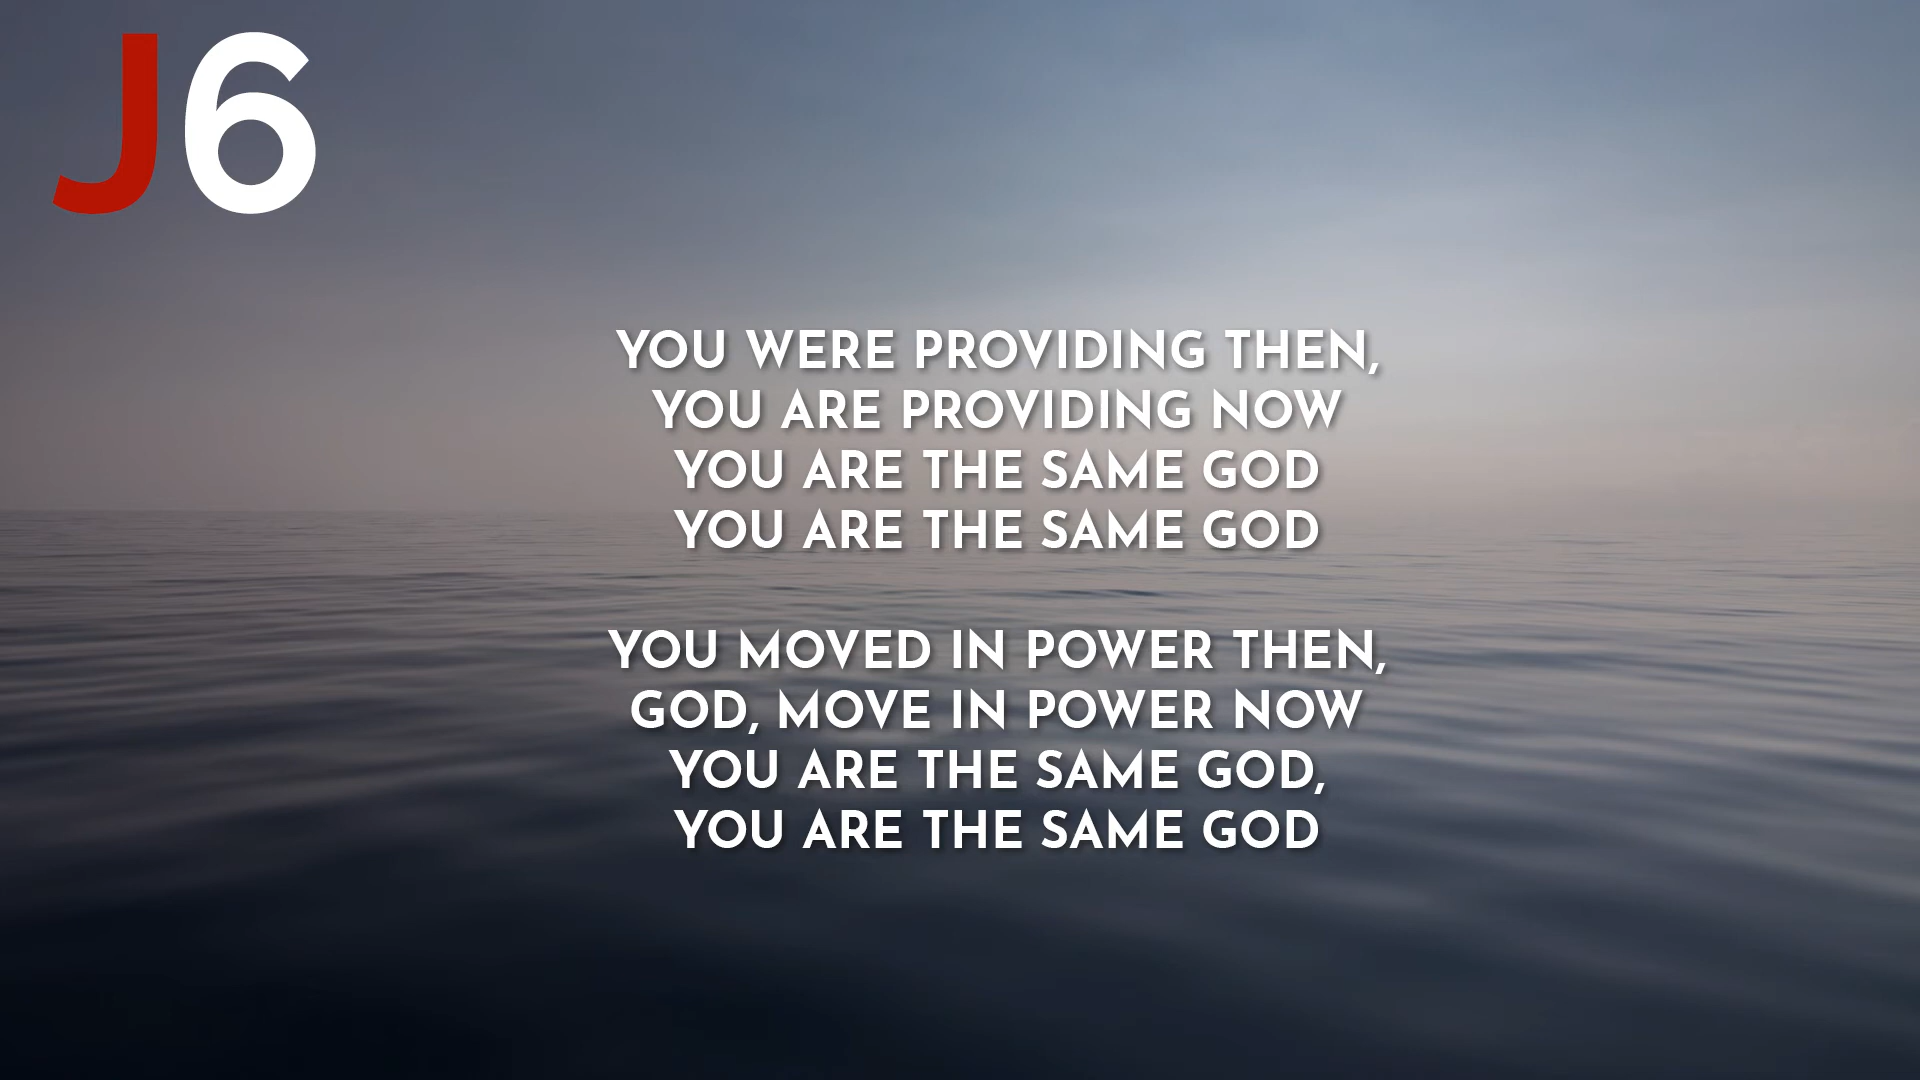 J6
YOU WERE PROVIDING THEN,
YOU ARE PROVIDING NOW
YOU ARE THE SAME GOD
YOU ARE THE SAME GOD
YOU MOVED IN POWER THEN,
GOD, MOVE IN POWER NOW
YOU ARE THE SAME GOD,
YOU ARE THE SAME GOD